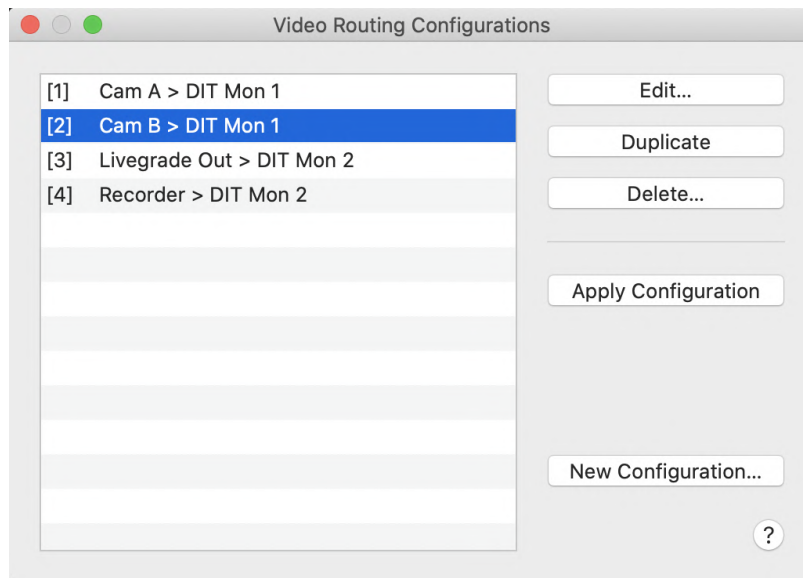 Video Routing Configurations
[1] Cam A > DIT Mon 1
[2] Cam B > DIT Mon 1
[3] Livegrade Out > DIT Mon 2
[4] Recorder > DIT Mon 2
Edit...
Duplicate
Delete...
Apply Configuration
New Configuration...
?